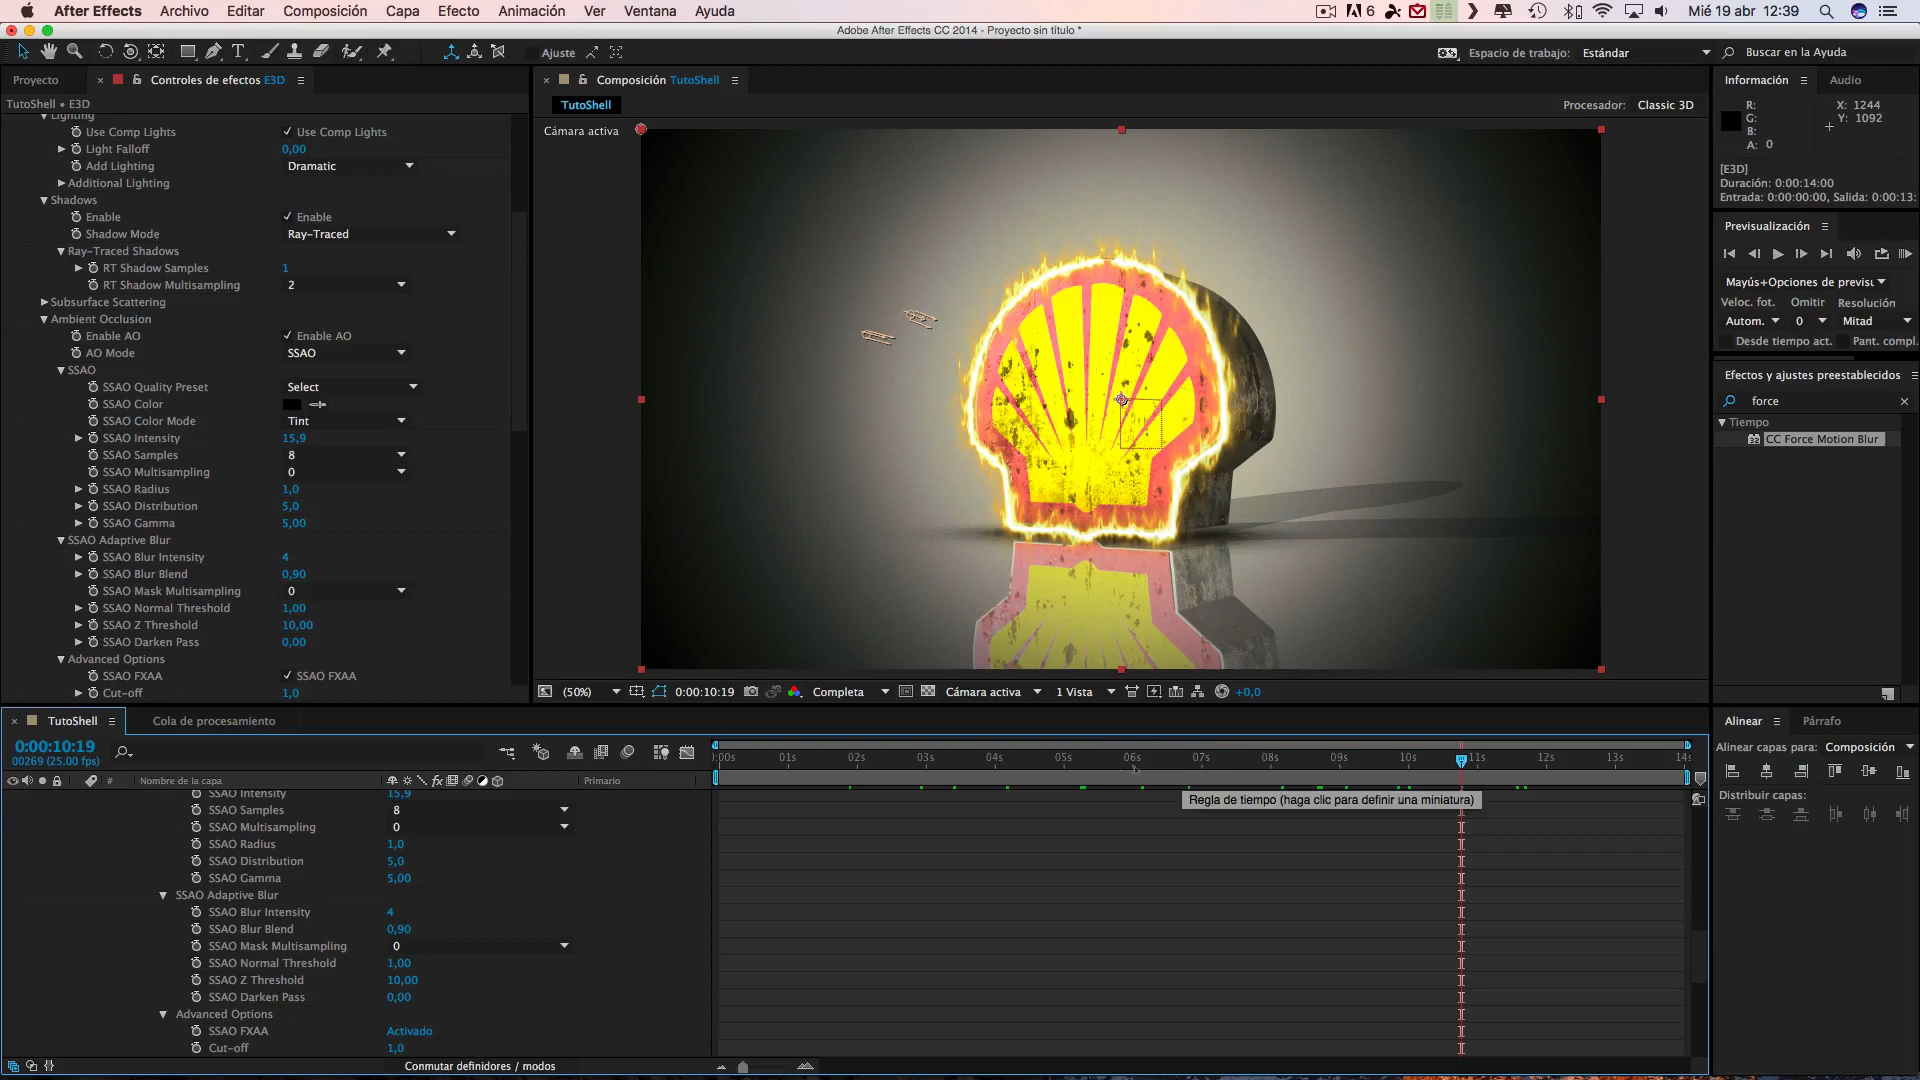 After Effects Archivo Editar Composición Capa Efecto Animación Ver Ventana Ayuda 6 Mié 19 abr 12:39
Adobe After Effects CC 2014 - Proyecto sin título *
Ajuste Espacio de trabajo: Estándar Buscar en la Ayuda
Proyecto Controles de efectos E3D
TutoShell • E3D
Lighting
Use Comp Lights Use Comp Lights
Light Falloff 0,00
Add Lighting Dramatic
Additional Lighting
Shadows
Enable Enable
Shadow Mode Ray-Traced
Ray-Traced Shadows
RT Shadow Samples 1
RT Shadow Multisampling 2
Subsurface Scattering
Ambient Occlusion
Enable AO Enable AO
AO Mode SSAO
SSAO
SSAO Quality Preset Select
SSAO Color
SSAO Color Mode Tint
SSAO Intensity 15,9
SSAO Samples 8
SSAO Multisampling 0
SSAO Radius 1,0
SSAO Distribution 5,0
SSAO Gamma 5,00
SSAO Adaptive Blur
SSAO Blur Intensity 4
SSAO Blur Blend 0,90
SSAO Mask Multisampling 0
SSAO Normal Threshold 1,00
SSAO Z Threshold 10,00
SSAO Darken Pass 0,00
Advanced Options
SSAO FXAA SSAO FXAA
Cut-off 1,0
Composición TutoShell
TutoShell Procesador: Classic 3D
Cámara activa
(50%) 0:00:10:19 Completa Cámara activa 1 Vista +0,0
Información Audio
R: X: 1244
G: Y: 1092
B:
A: 0
[E3D]
Duración: 0:00:14:00
Entrada: 0:00:00:00, Salida: 0:00:13:
Previsualización
Mayús+Opciones de previsu
Veloc. fot. Omitir Resolución
Autom. 0 Mitad
Desde tiempo act. Pant. compl.
Efectos y ajustes preestablecidos
force
Tiempo
CC Force Motion Blur
Alinear Párrafo
Alinear capas para: Composición
Distribuir capas:
TutoShell Cola de procesamiento
0:00:10:19
00269 (25.00 fps)
# Nombre de la capa fx Primario
:00s 01s 02s 03s 04s 05s 06s 07s 08s 09s 10s 11s 12s 13s 14s
Regla de tiempo (haga clic para definir una miniatura)
SSAO Intensity 15,9
SSAO Samples 8
SSAO Multisampling 0
SSAO Radius 1,0
SSAO Distribution 5,0
SSAO Gamma 5,00
SSAO Adaptive Blur
SSAO Blur Intensity 4
SSAO Blur Blend 0,90
SSAO Mask Multisampling 0
SSAO Normal Threshold 1,00
SSAO Z Threshold 10,00
SSAO Darken Pass 0,00
Advanced Options
SSAO FXAA Activado
Cut-off 1,0
Conmutar definidores / modos